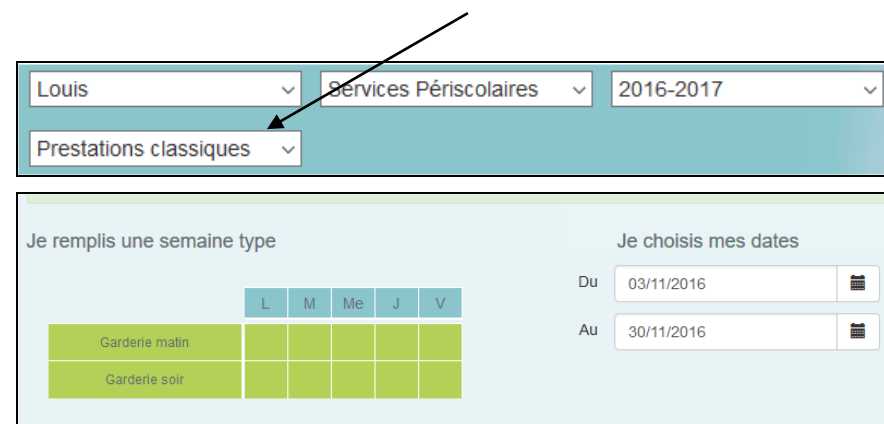 Louis Services Périscolaires 2016-2017
Prestations classiques
Je remplis une semaine type
L M Me J V
Garderie matin
Garderie soir
Je choisis mes dates
Du 03/11/2016
Au 30/11/2016